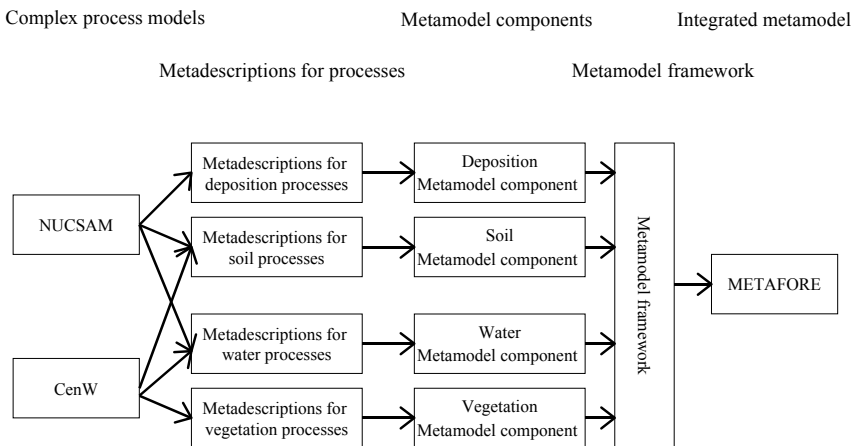 Complex process models
Metamodel components
Integrated metamodel
Metadescriptions for processes
Metamodel framework
Metadescriptions for
deposition processes
Deposition
Metamodel component
NUCSAM
Metadescriptions for
soil processes
Soil
Metamodel component
Metamodel framework
METAFORE
Metadescriptions for
water processes
Water
Metamodel component
CenW
Metadescriptions for
vegetation processes
Vegetation
Metamodel component